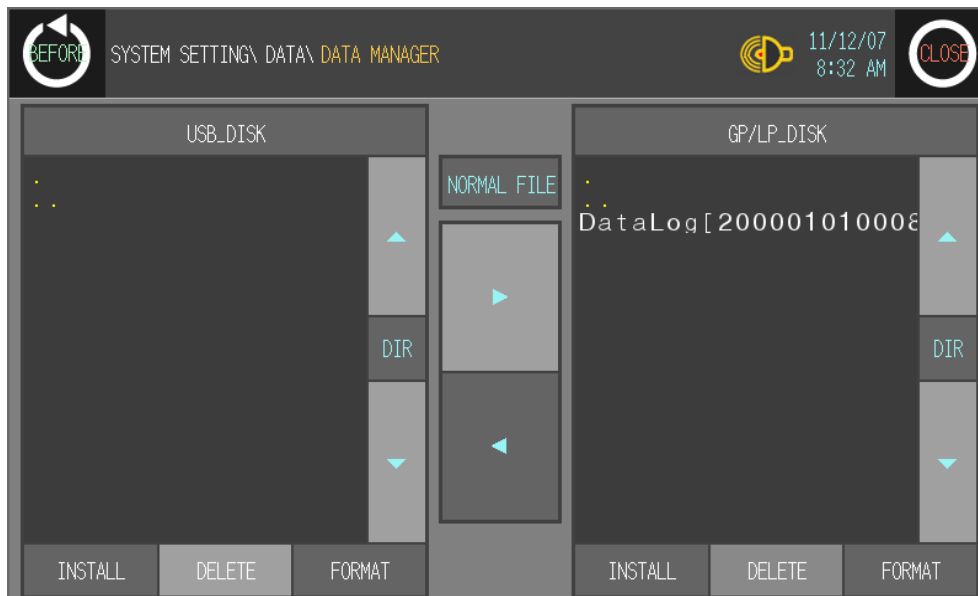 BEFORE
SYSTEM SETTING\ DATA\ DATA MANAGER
11/12/07
8:32 AM
CLOSE
USB_DISK
.
..
DIR
INSTALL
DELETE
FORMAT
NORMAL FILE
GP/LP_DISK
.
..
DataLog[200001010008
DIR
INSTALL
DELETE
FORMAT